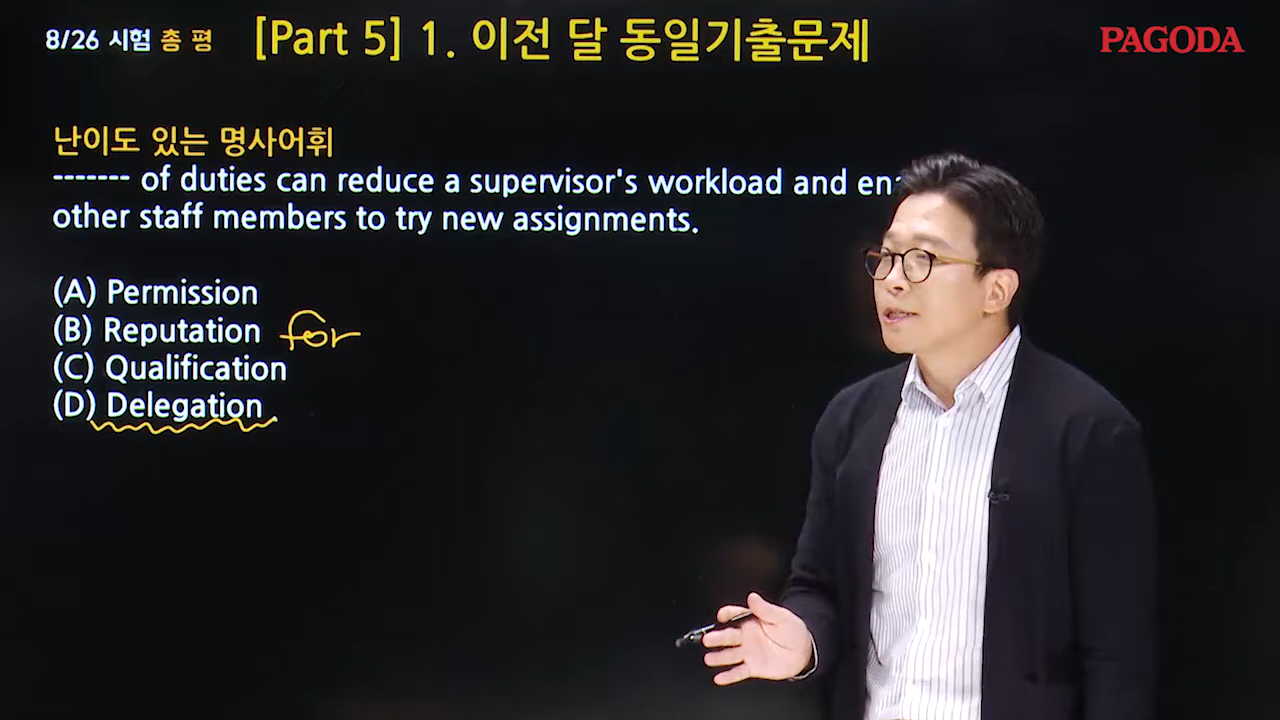 8/26 시험 총 평 [Part 5] 1. 이전 달 동일기출문제
PAGODA
난이도 있는 명사어휘
------- of duties can reduce a supervisor's workload and
other staff members to try new assignments.
(A) Permission
(B) Reputation for
(C) Qualification
(D) Delegation